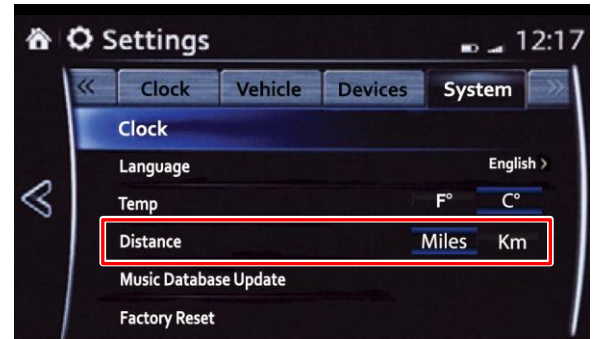 Settings 12:17
« Clock Vehicle Devices System »
Clock
Language English >
Temp F° C°
Distance Miles Km
Music Database Update
Factory Reset